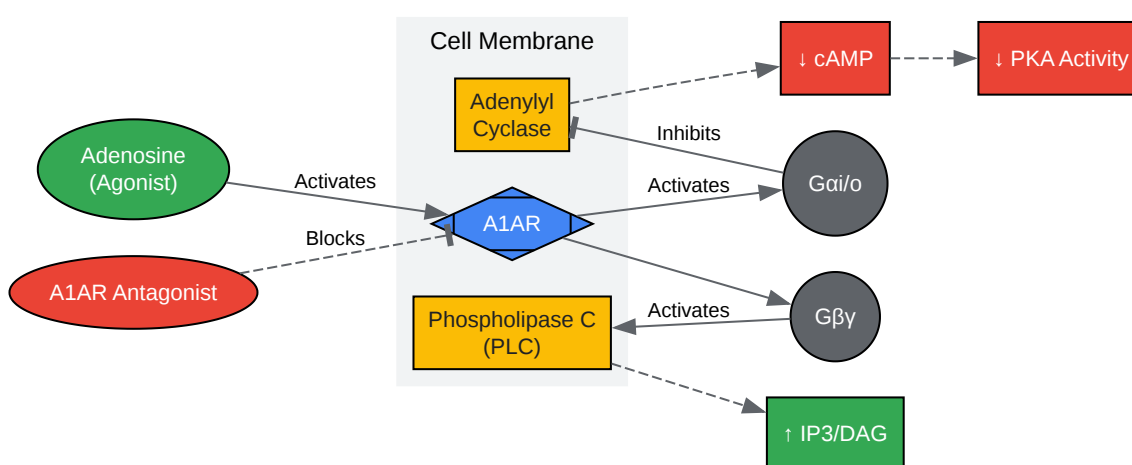 Cell Membrane
Adenylyl
Cyclase
↓ cAMP
↓ PKA Activity
Inhibits
Adenosine
(Agonist)
Activates
Activates
Gαi/o
A1AR
Blocks
A1AR Antagonist
Phospholipase C
(PLC)
Activates
Gβγ
↑ IP3/DAG